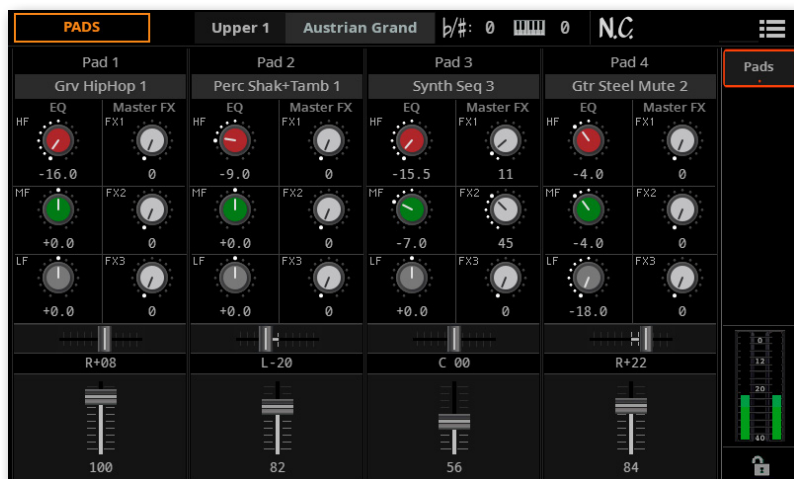 PADS Upper 1 Austrian Grand b/#: 0 0 N.C.
Pad 1 Pad 2 Pad 3 Pad 4 Pads
Grv HipHop 1 Perc Shak+Tamb 1 Synth Seq 3 Gtr Steel Mute 2
EQ Master FX EQ Master FX EQ Master FX EQ Master FX
HF FX1 HF FX1 HF FX1 HF FX1
-16.0 0 -9.0 0 -15.5 11 -4.0 0
MF FX2 MF FX2 MF FX2 MF FX2
+0.0 0 +0.0 0 -7.0 45 -4.0 0
LF FX3 LF FX3 LF FX3 LF FX3
+0.0 0 +0.0 0 +0.0 0 -18.0 0
R+08 L-20 C 00 R+22
0
12
20
40
100 82 56 84